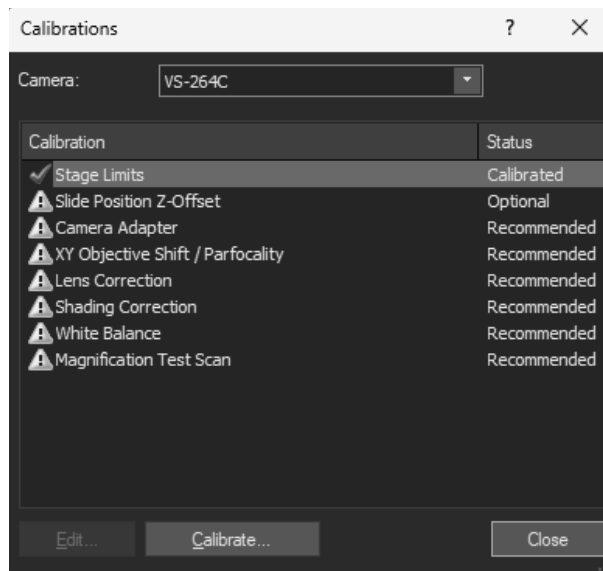 Calibrations ? ×
Camera: VS-264C
Calibration Status
Stage Limits Calibrated
Slide Position Z-Offset Optional
Camera Adapter Recommended
XY Objective Shift / Parfocality Recommended
Lens Correction Recommended
Shading Correction Recommended
White Balance Recommended
Magnification Test Scan Recommended
Edit... Calibrate... Close